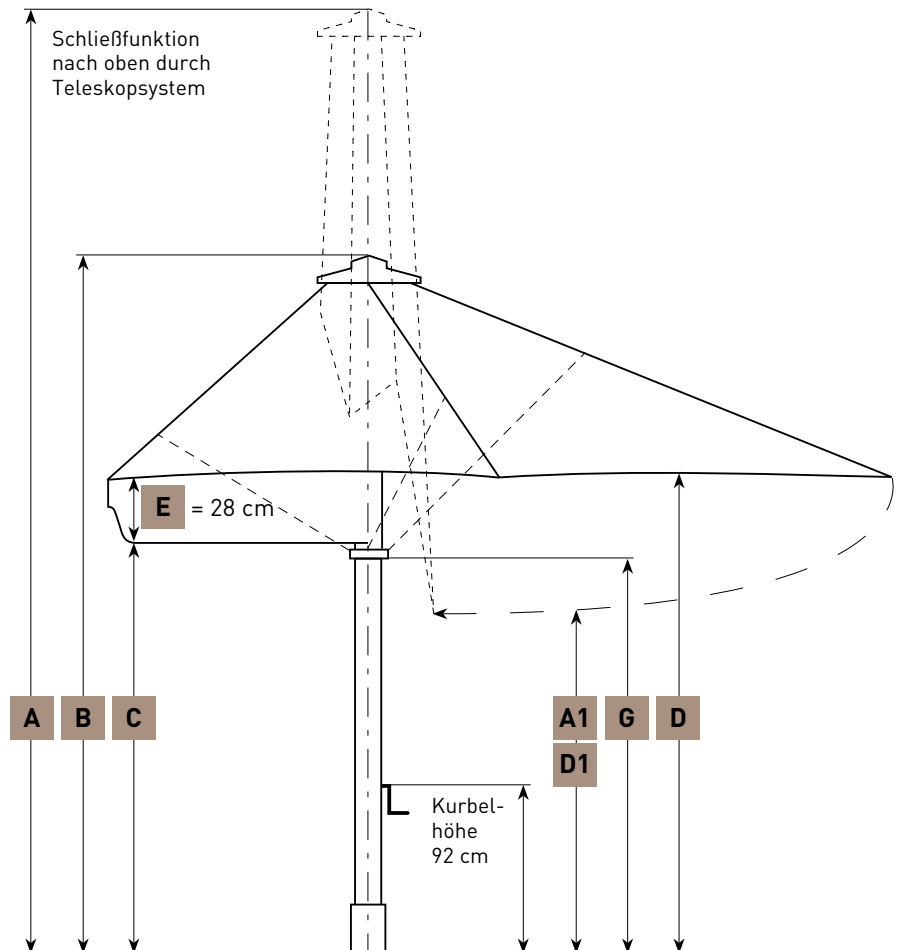 Schließfunktion
nach oben durch
Teleskopsystem
E = 28 cm
A B C
A1 G D
D1
Kurbel-
höhe
92 cm